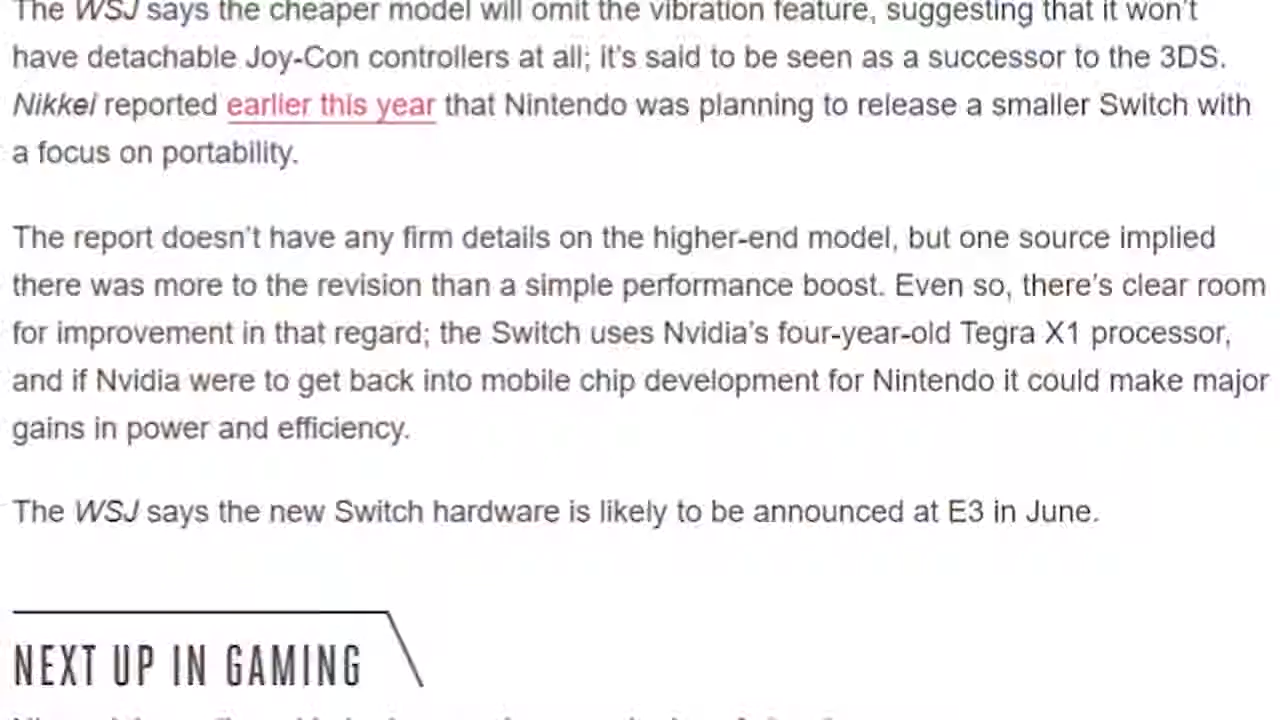 The WSJ says the cheaper model will omit the vibration feature, suggesting that it won't
have detachable Joy-Con controllers at all; it's said to be seen as a successor to the 3DS.
Nikkei reported earlier this year that Nintendo was planning to release a smaller Switch with
a focus on portability.
The report doesn't have any firm details on the higher-end model, but one source implied
there was more to the revision than a simple performance boost. Even so, there's clear room
for improvement in that regard; the Switch uses Nvidia's four-year-old Tegra X1 processor,
and if Nvidia were to get back into mobile chip development for Nintendo it could make major
gains in power and efficiency.
The WSJ says the new Switch hardware is likely to be announced at E3 in June.
NEXT UP IN GAMING